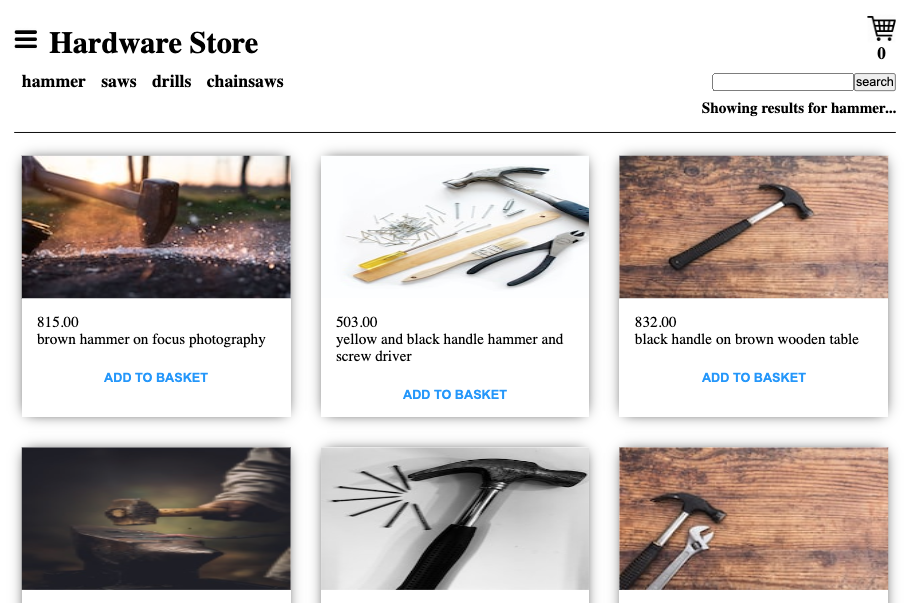 Hardware Store
0
hammer saws drills chainsaws
search
Showing results for hammer...
815.00
brown hammer on focus photography
ADD TO BASKET
503.00
yellow and black handle hammer and
screw driver
ADD TO BASKET
832.00
black handle on brown wooden table
ADD TO BASKET